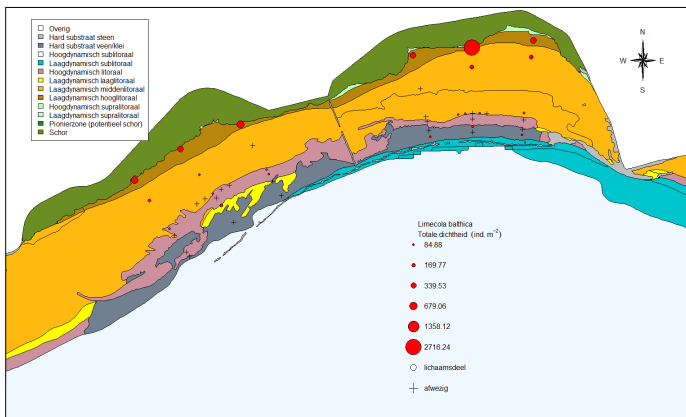 Overig
Hard substraat steen
Hard substraat veen/klei
Hoogdynamisch sublitoraal
Laagdynamisch sublitoraal
Hoogdynamisch litoraal
Laagdynamisch laaglitoraal
Laagdynamisch middenlitoraal
Laagdynamisch hooglitoraal
Hoogdynamisch supralitoraal
Laagdynamisch supralitoraal
Pionierzone (potentieel schor)
Schor
N
W E
S
Limecola balthica
Totale dichtheid (ind. m⁻²)
84.88
169.77
339.53
679.06
1358.12
2716.24
lichaamsdeel
afwezig